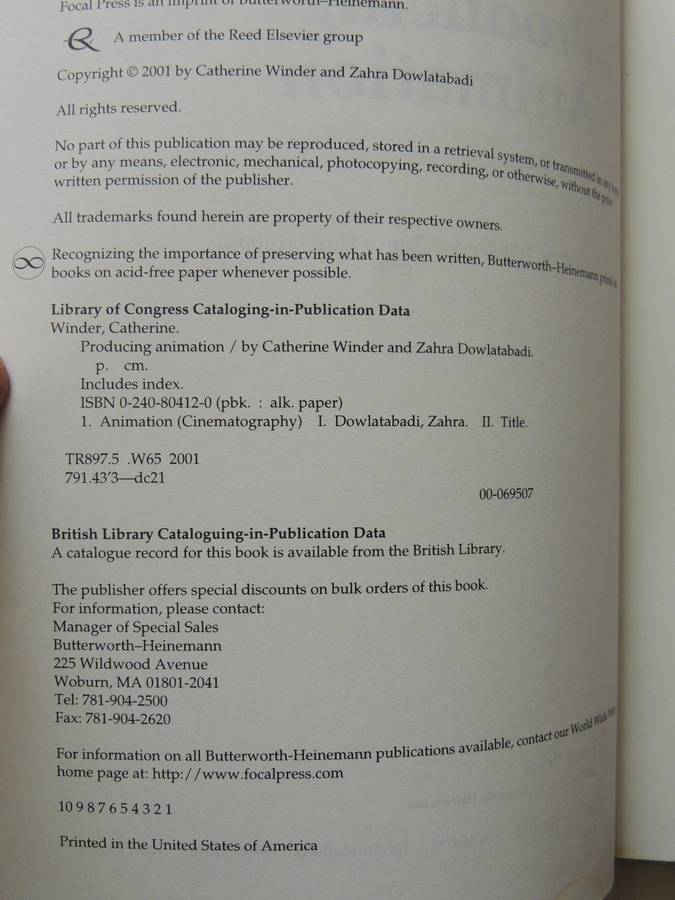 Focal Press is an imprint of Butterworth–Heinemann.
A member of the Reed Elsevier group
Copyright © 2001 by Catherine Winder and Zahra Dowlatabadi
All rights reserved.
No part of this publication may be reproduced, stored in a retrieval system, or transmitted in any form
or by any means, electronic, mechanical, photocopying, recording, or otherwise, without the prior
written permission of the publisher.
All trademarks found herein are property of their respective owners.
Recognizing the importance of preserving what has been written, Butterworth–Heinemann prints its
books on acid-free paper whenever possible.
Library of Congress Cataloging-in-Publication Data
Winder, Catherine.
Producing animation / by Catherine Winder and Zahra Dowlatabadi.
p. cm.
Includes index.
ISBN 0-240-80412-0 (pbk. : alk. paper)
1. Animation (Cinematography) I. Dowlatabadi, Zahra. II. Title.
TR897.5 .W65 2001
791.43′3—dc21
00-069507
British Library Cataloguing-in-Publication Data
A catalogue record for this book is available from the British Library.
The publisher offers special discounts on bulk orders of this book.
For information, please contact:
Manager of Special Sales
Butterworth–Heinemann
225 Wildwood Avenue
Woburn, MA 01801-2041
Tel: 781-904-2500
Fax: 781-904-2620
For information on all Butterworth-Heinemann publications available, contact our World Wide Web
home page at: http://www.focalpress.com
10 9 8 7 6 5 4 3 2 1
Printed in the United States of America